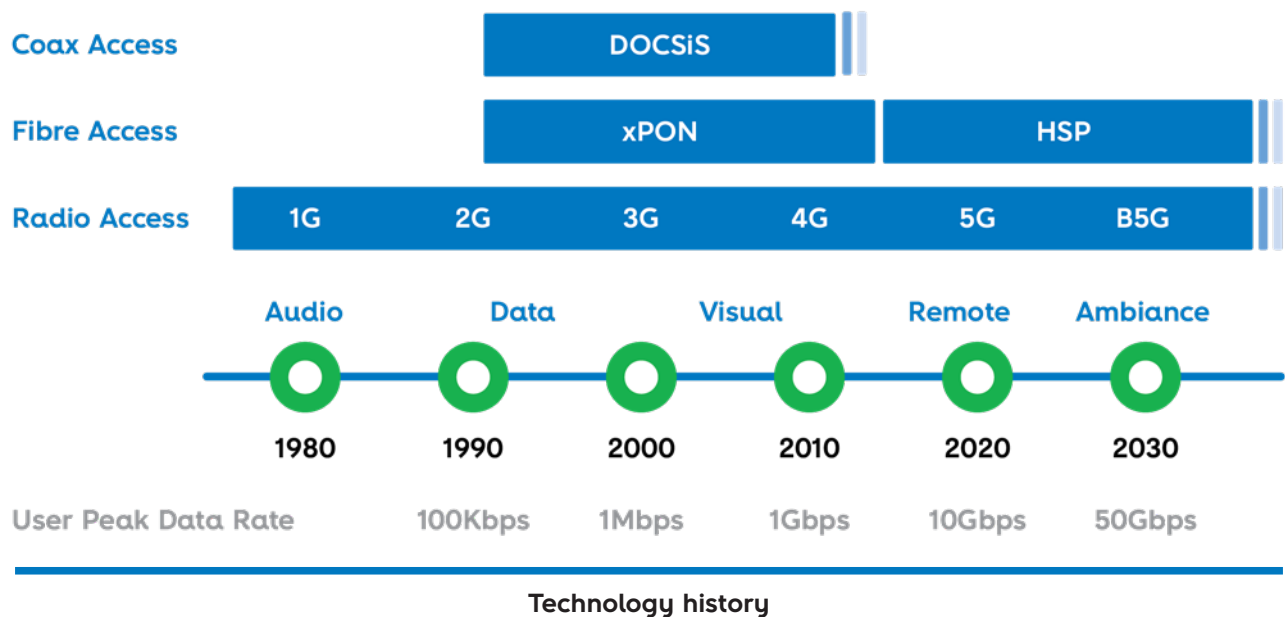 Coax Access DOCSiS
Fibre Access xPON HSP
Radio Access 1G 2G 3G 4G 5G B5G
Audio Data Visual Remote Ambiance
1980 1990 2000 2010 2020 2030
User Peak Data Rate 100Kbps 1Mbps 1Gbps 10Gbps 50Gbps
Technology history